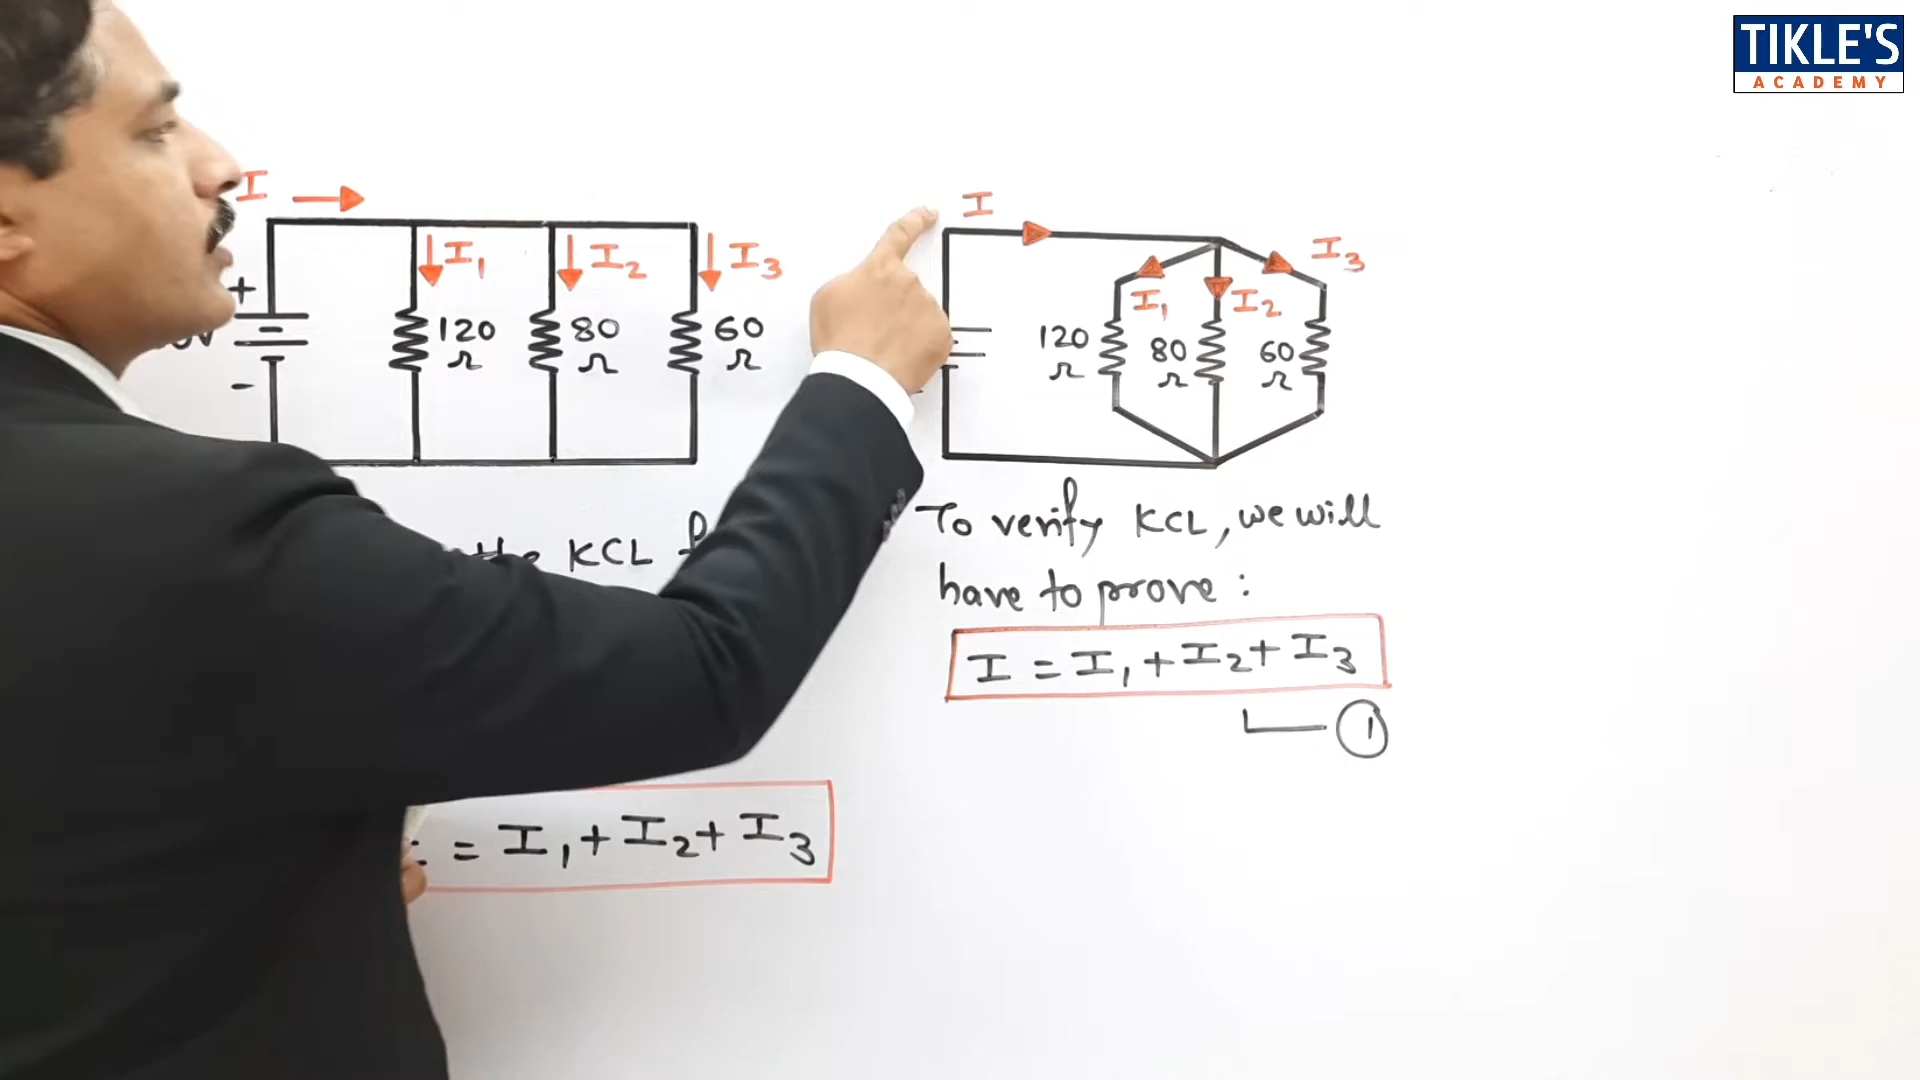 TIKLE'S
ACADEMY
I
I₁ I₂ I₃
+
120 Ω
80 Ω
60 Ω
-
the KCL
= I₁ + I₂ + I₃
I
I₁ I₂ I₃
120 Ω
80 Ω
60 Ω
To verify KCL, we will
have to prove :
I = I₁ + I₂ + I₃
1